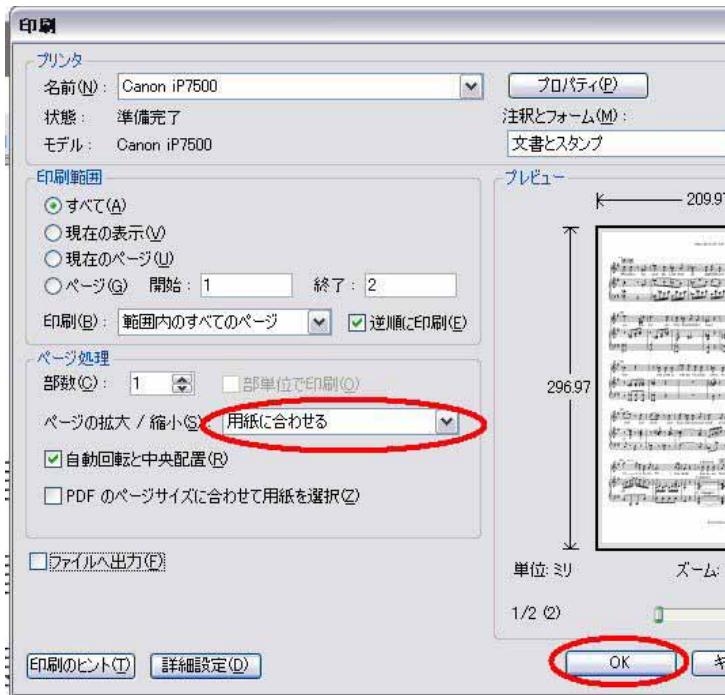 印刷
プリンタ
名前(N): Canon iP7500
プロパティ(P)
状態: 準備完了
注釈とフォーム(M):
モデル: Canon iP7500
文書とスタンプ
印刷範囲
すべて(A)
現在の表示(V)
現在のページ(U)
ページ(G) 開始: 1 終了: 2
印刷(B): 範囲内のすべてのページ
逆順に印刷(E)
ページ処理
部数(C): 1
部単位で印刷(O)
ページの拡大 / 縮小(S): 用紙に合わせる
自動回転と中央配置(R)
PDF のページサイズに合わせて用紙を選択(Z)
ファイルへ出力(F)
プレビュー
209.97
296.97
単位: ミリ ズーム:
1/2 (2)
印刷のヒント(T)
詳細設定(D)
OK
キ